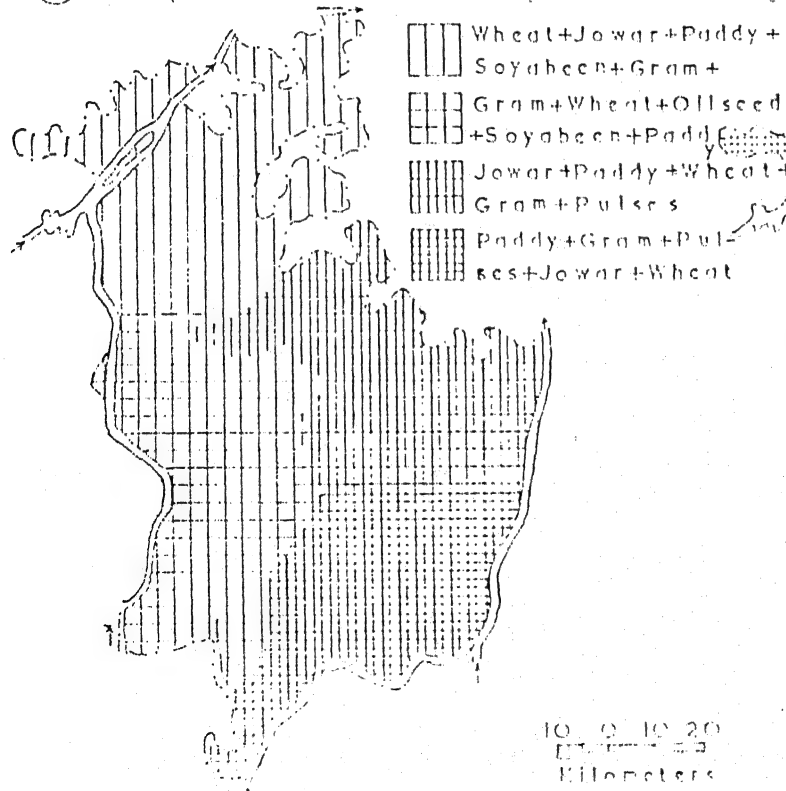 Wheat+Jowar+Paddy+
Soyabeen+Gram+
Gram+Wheat+Oilseed
+Soyabeen+Paddy
Jowar+Paddy+Wheat+
Gram+Pulses
Paddy+Gram+Pul-
ses+Jowar+Wheat
10 0 10 20
Kilometers